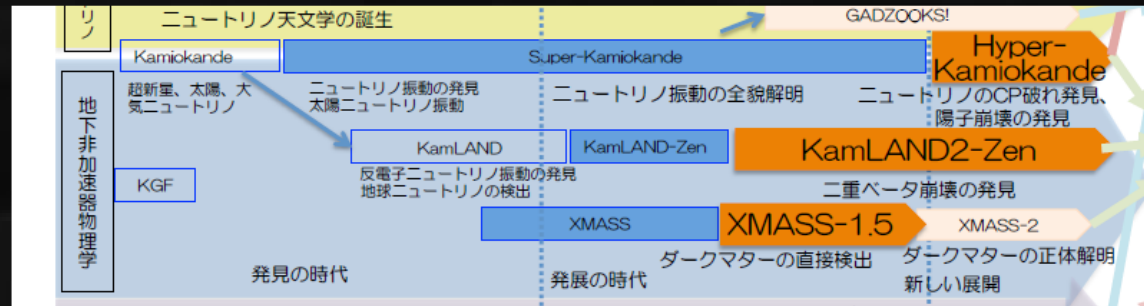 リノ
ニュートリノ天文学の誕生
GADZOOKS!
Kamiokande
Super-Kamiokande
Hyper-
Kamiokande
地下非加速器物理学
超新星、太陽、大
気ニュートリノ
ニュートリノ振動の発見
太陽ニュートリノ振動
ニュートリノ振動の全貌解明
ニュートリノのCP破れ発見、
陽子崩壊の発見
KamLAND
KamLAND-Zen
KamLAND2-Zen
反電子ニュートリノ振動の発見
地球ニュートリノの検出
KGF
二重ベータ崩壊の発見
XMASS
XMASS-1.5
XMASS-2
ダークマターの直接検出
ダークマターの正体解明
発見の時代
発展の時代
新しい展開